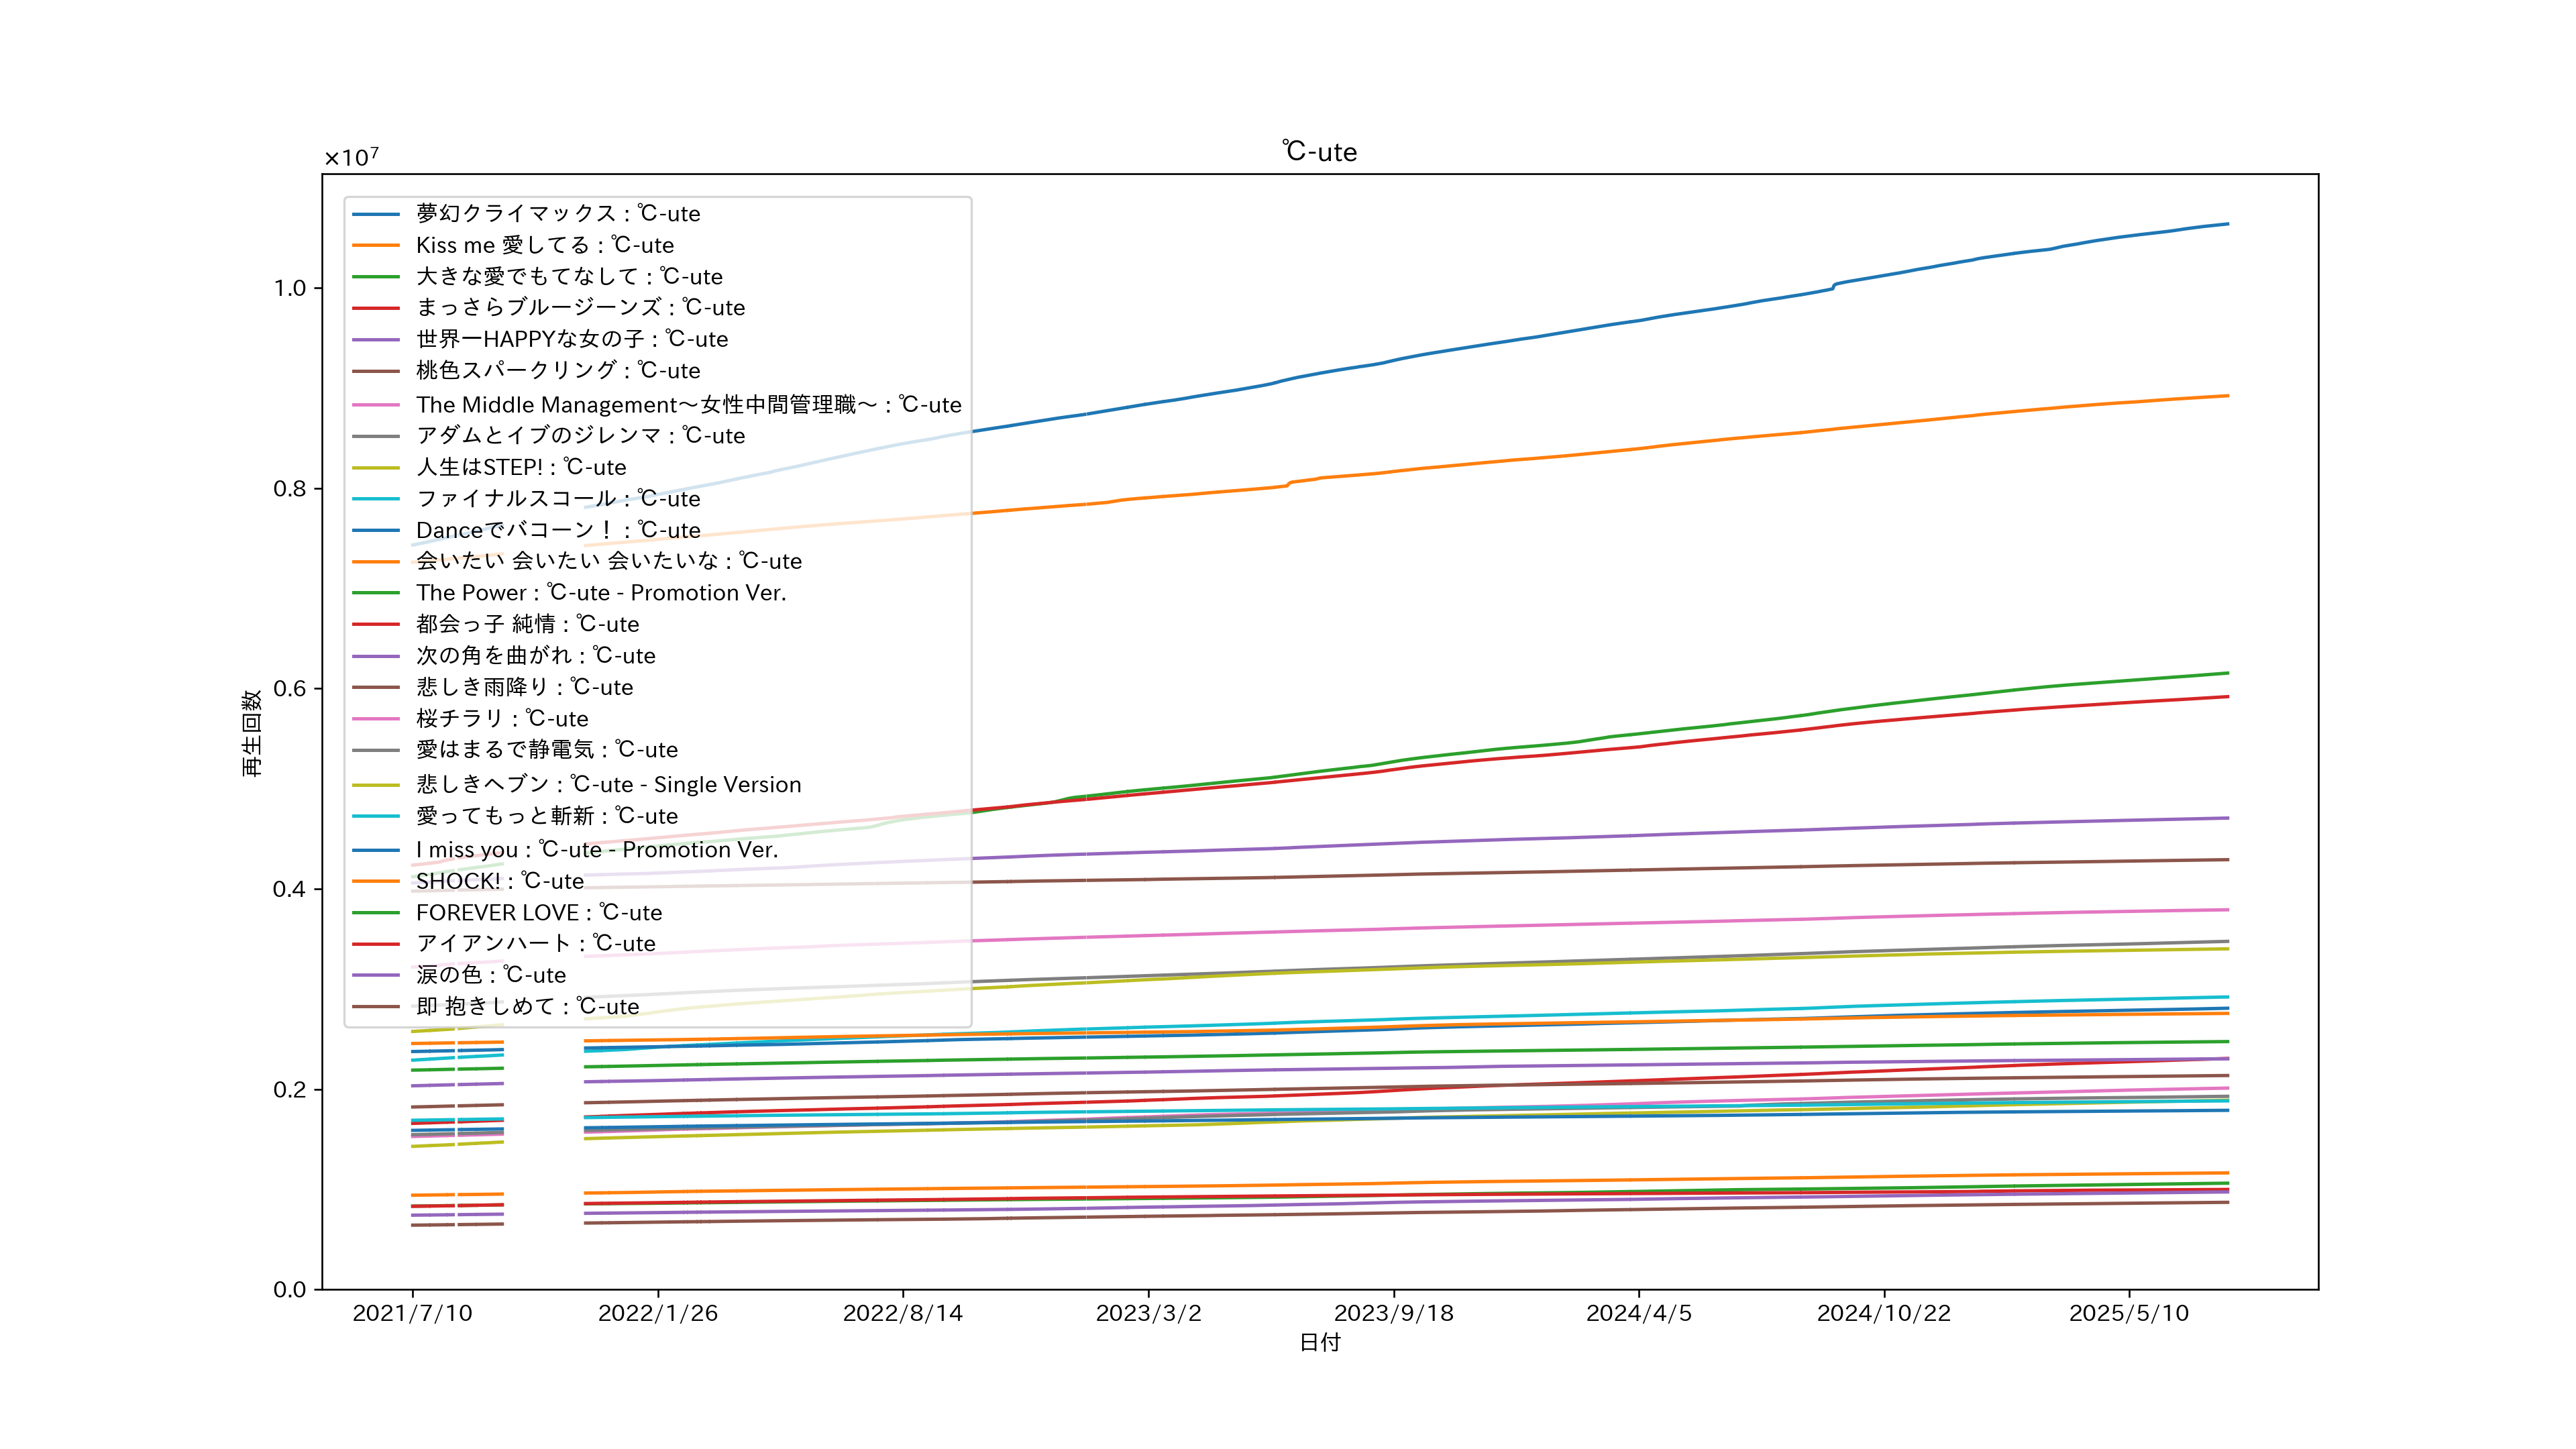 ℃-ute
×10⁷
夢幻クライマックス : ℃-ute
Kiss me 愛してる : ℃-ute
大きな愛でもてなして : ℃-ute
まっさらブルージーンズ : ℃-ute
世界一HAPPYな女の子 : ℃-ute
桃色スパークリング : ℃-ute
The Middle Management～女性中間管理職～ : ℃-ute
アダムとイブのジレンマ : ℃-ute
人生はSTEP! : ℃-ute
ファイナルスコール : ℃-ute
Danceでバコーン！ : ℃-ute
会いたい 会いたい 会いたいな : ℃-ute
The Power : ℃-ute - Promotion Ver.
都会っ子 純情 : ℃-ute
次の角を曲がれ : ℃-ute
悲しき雨降り : ℃-ute
桜チラリ : ℃-ute
愛はまるで静電気 : ℃-ute
悲しきヘブン : ℃-ute - Single Version
愛ってもっと斬新 : ℃-ute
I miss you : ℃-ute - Promotion Ver.
SHOCK! : ℃-ute
FOREVER LOVE : ℃-ute
アイアンハート : ℃-ute
涙の色 : ℃-ute
即 抱きしめて : ℃-ute
1.0
0.8
0.6
0.4
0.2
0.0
再生回数
2021/7/10 2022/1/26 2022/8/14 2023/3/2 2023/9/18 2024/4/5 2024/10/22 2025/5/10
日付